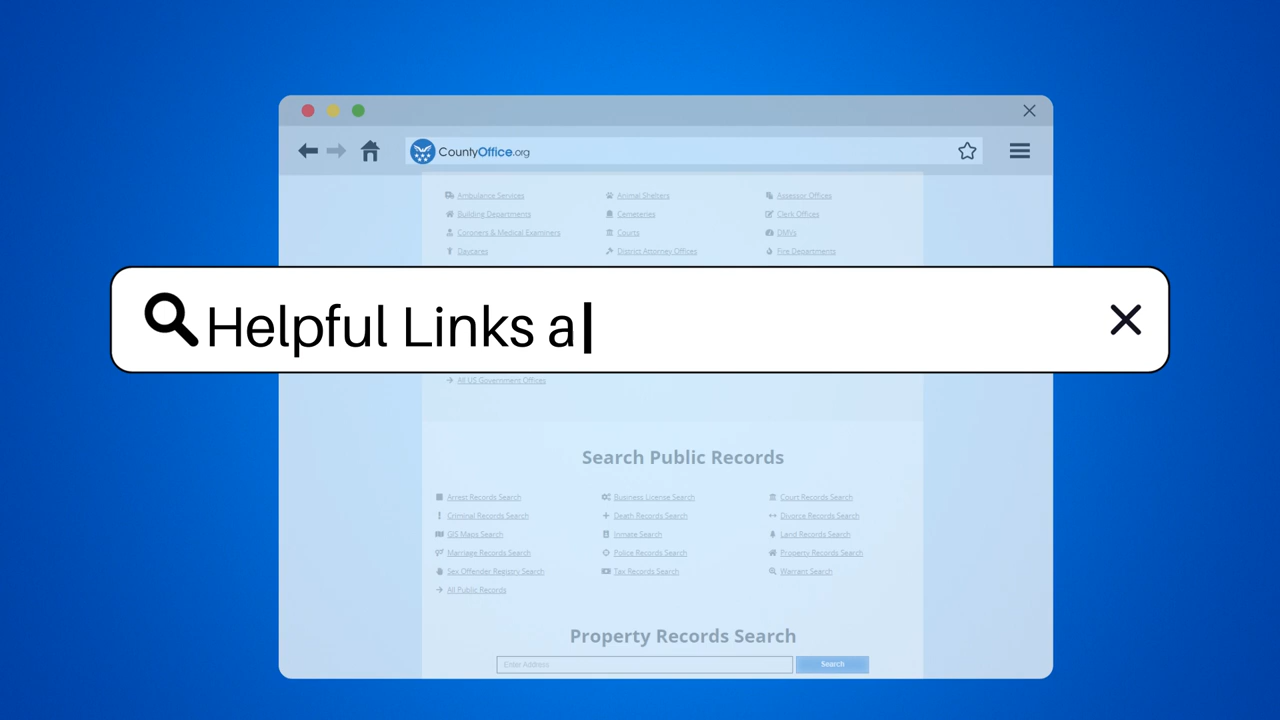 CountyOffice.org
Ambulance Services Animal Shelters Assessor Offices
Building Departments Cemeteries Clerk Offices
Coroners & Medical Examiners Courts DMVs
Daycares District Attorney Offices Fire Departments
Helpful Links a
All US Government Offices
Search Public Records
Arrest Records Search Business License Search Court Records Search
Criminal Records Search Death Records Search Divorce Records Search
GIS Maps Search Inmate Search Land Records Search
Marriage Records Search Police Records Search Property Records Search
Sex Offender Registry Search Tax Records Search Warrant Search
All Public Records
Property Records Search
Enter Address Search